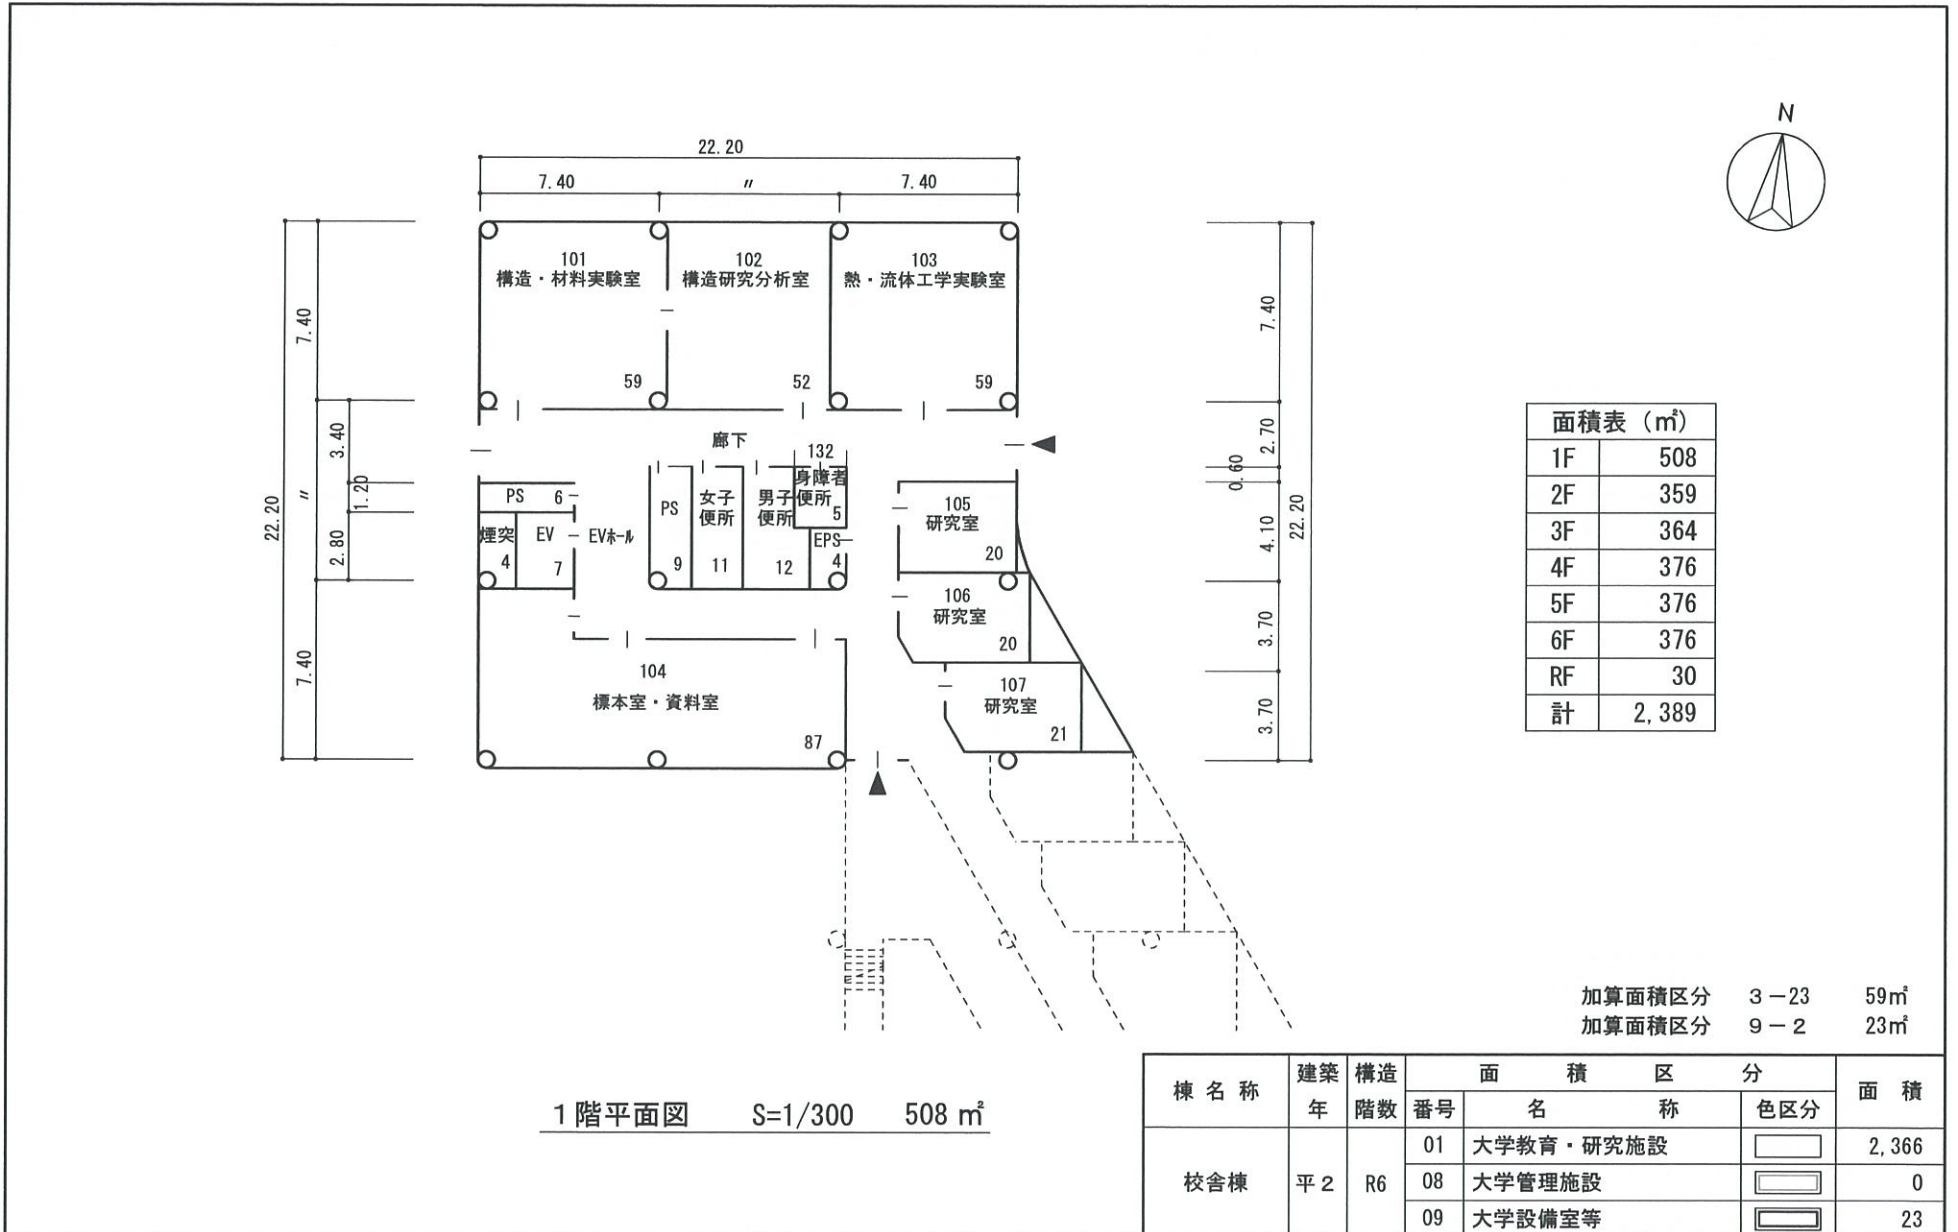 N
22.20
7.40 〃 7.40
101
構造・材料実験室
59
102
構造研究分析室
52
103
熱・流体工学実験室
59
22.20
7.40
〃
7.40
3.40
1.20
2.80
7.40
2.70
0.60
4.10
3.70
3.70
22.20
廊下
132
PS 6
煙突
4
EV
7
EVホール
PS
9
女子
便所
11
男子
便所
12
身障者
便所
5
EPS
4
105
研究室
20
106
研究室
20
107
研究室
21
104
標本室・資料室
87
面積表（㎡）
1F 508
2F 359
3F 364
4F 376
5F 376
6F 376
RF 30
計 2,389
加算面積区分 3－23 59㎡
加算面積区分 9－2 23㎡
1階平面図 S=1/300 508 ㎡
棟名称 建築年 構造階数 面積区分 面積
番号 名称 色区分
校舎棟 平2 R6
01 大学教育・研究施設 2,366
08 大学管理施設 0
09 大学設備室等 23